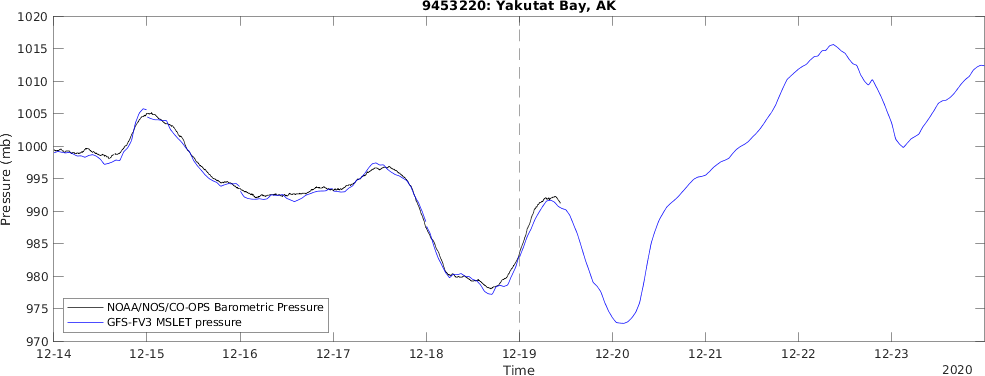 9453220: Yakutat Bay, AK
1020
1015
1010
1005
1000
995
990
985
980
975
970
Pressure (mb)
NOAA/NOS/CO-OPS Barometric Pressure
GFS-FV3 MSLET pressure
12-14 12-15 12-16 12-17 12-18 12-19 12-20 12-21 12-22 12-23
Time
2020